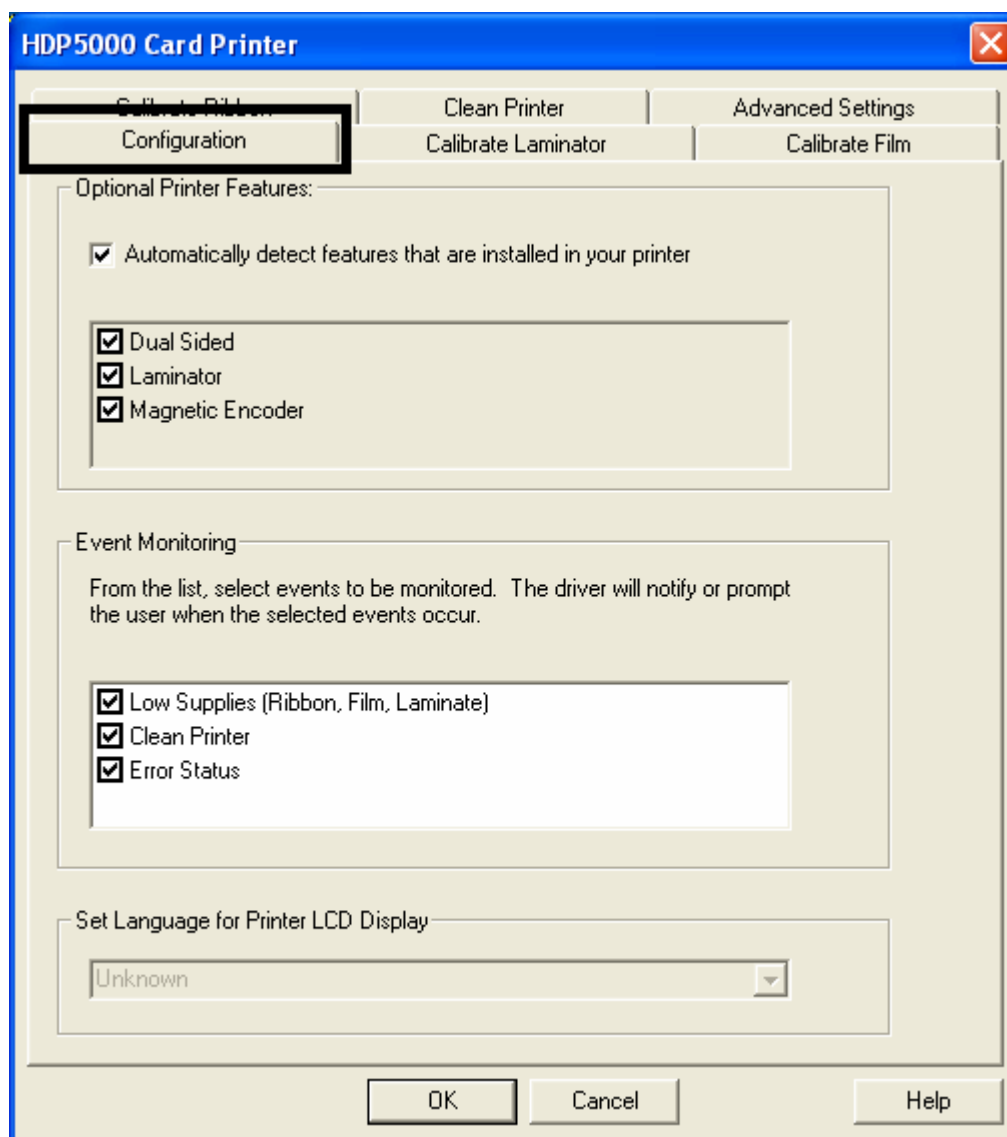 HDP5000 Card Printer
Calibrate Ribbon
Clean Printer
Advanced Settings
Configuration
Calibrate Laminator
Calibrate Film
Optional Printer Features:
Automatically detect features that are installed in your printer
Dual Sided
Laminator
Magnetic Encoder
Event Monitoring
From the list, select events to be monitored. The driver will notify or prompt
the user when the selected events occur.
Low Supplies (Ribbon, Film, Laminate)
Clean Printer
Error Status
Set Language for Printer LCD Display
Unknown
OK
Cancel
Help